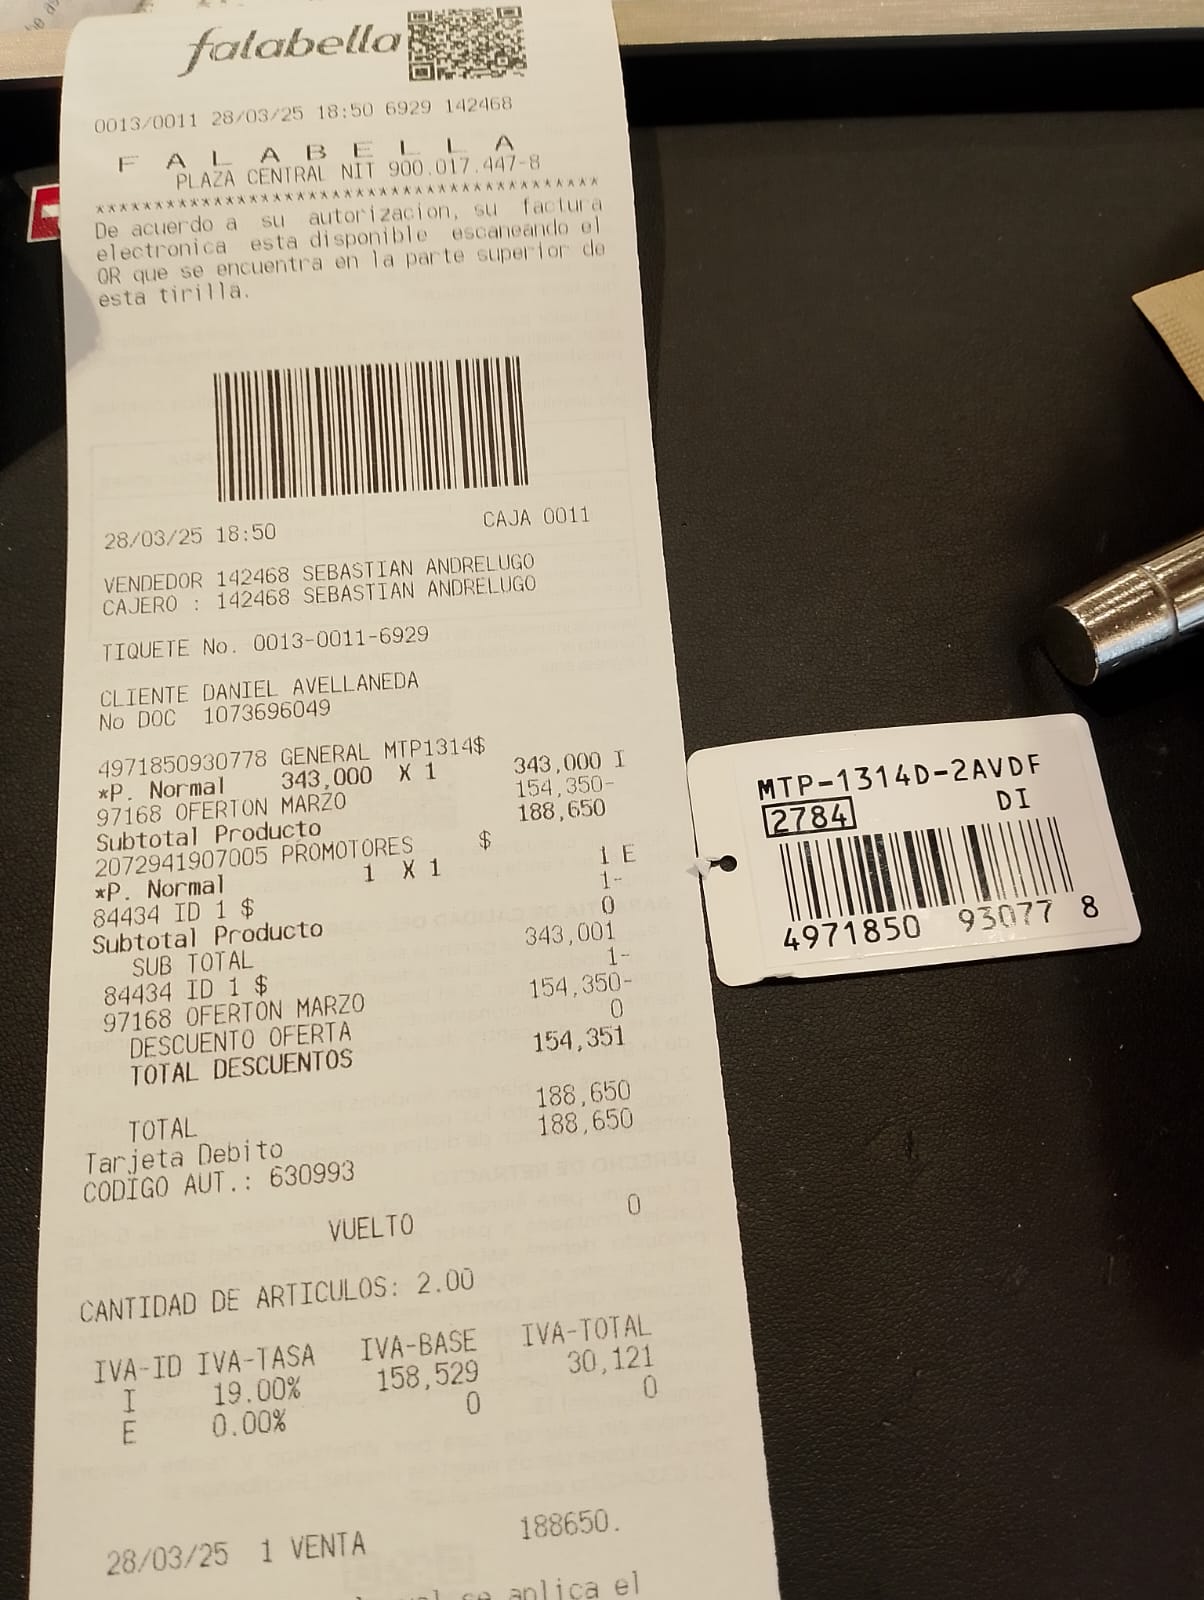 falabella
0013/0011 28/03/25 18:50 6929 142468
F A L A B E L L A
PLAZA CENTRAL NIT 900.017.447-8
*******************************************
De acuerdo a su autorizacion, su factura
electronica esta disponible escaneando el
QR que se encuentra en la parte superior de
esta tirilla.
28/03/25 18:50 CAJA 0011
VENDEDOR 142468 SEBASTIAN ANDRELUGO
CAJERO : 142468 SEBASTIAN ANDRELUGO
TIQUETE No. 0013-0011-6929
CLIENTE DANIEL AVELLANEDA
No DOC 1073696049
4971850930778 GENERAL MTP1314$
*P. Normal 343,000 X 1 343,000 I
97168 OFERTON MARZO 154,350-
Subtotal Producto 188,650
2072941907005 PROMOTORES $
*P. Normal 1 X 1 1 E
84434 ID 1 $ 1-
Subtotal Producto 0
SUB TOTAL 343,001
84434 ID 1 $ 1-
97168 OFERTON MARZO 154,350-
DESCUENTO OFERTA 0
TOTAL DESCUENTOS 154,351
TOTAL 188,650
Tarjeta Debito 188,650
CODIGO AUT.: 630993
VUELTO 0
CANTIDAD DE ARTICULOS: 2.00
IVA-ID IVA-TASA IVA-BASE IVA-TOTAL
I 19.00% 158,529 30,121
E 0.00% 0 0
28/03/25 1 VENTA 188650.
se aplica el
MTP-1314D-2AVDF
2784 DI
4971850 93077 8